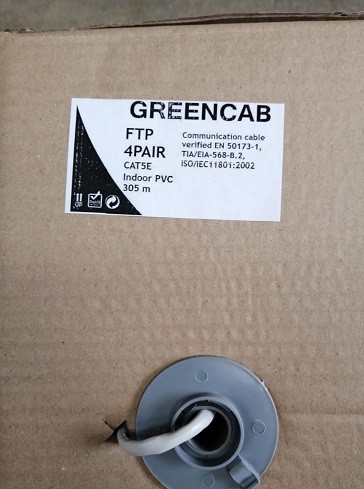 GREENCAB
FTP
4PAIR
CAT5E
Indoor PVC
305 m
Communication cable
verified EN 50173-1,
TIA/EIA-568-B.2,
ISO/IEC11801:2002